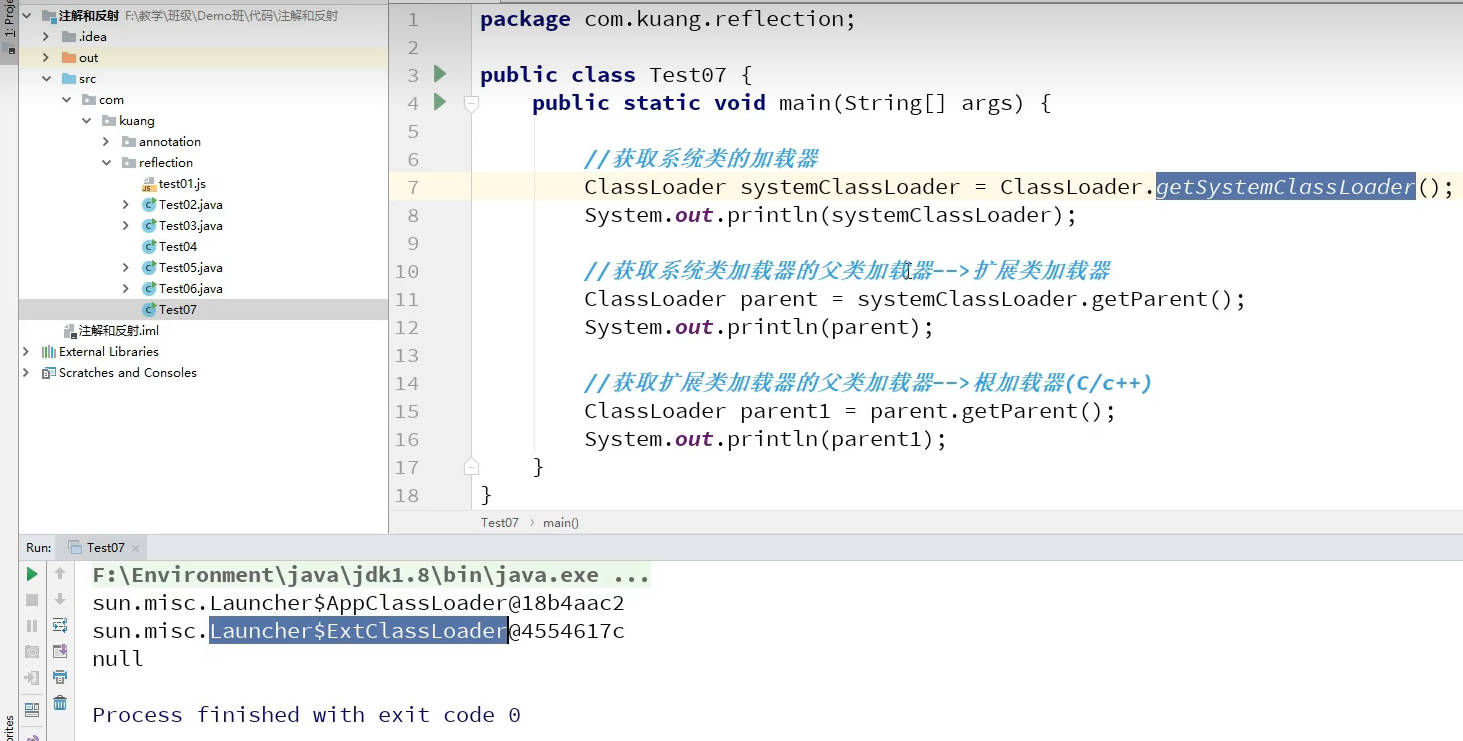 1: Proje
注解和反射 F:\教学\班级\Demo班\代码\注解和反射
.idea
out
src
com
kuang
annotation
reflection
test01.js
Test02.java
Test03.java
Test04
Test05.java
Test06.java
Test07
注解和反射.iml
External Libraries
Scratches and Consoles
1 package com.kuang.reflection;
2
3 public class Test07 {
4 public static void main(String[] args) {
5
6 //获取系统类的加载器
7 ClassLoader systemClassLoader = ClassLoader.getSystemClassLoader();
8 System.out.println(systemClassLoader);
9
10 //获取系统类加载器的父类加载器-->扩展类加载器
11 ClassLoader parent = systemClassLoader.getParent();
12 System.out.println(parent);
13
14 //获取扩展类加载器的父类加载器-->根加载器(C/c++)
15 ClassLoader parent1 = parent.getParent();
16 System.out.println(parent1);
17 }
18 }
Test07 › main()
Run: Test07 ×
F:\Environment\java\jdk1.8\bin\java.exe ...
sun.misc.Launcher$AppClassLoader@18b4aac2
sun.misc.Launcher$ExtClassLoader@4554617c
null
Process finished with exit code 0
rites